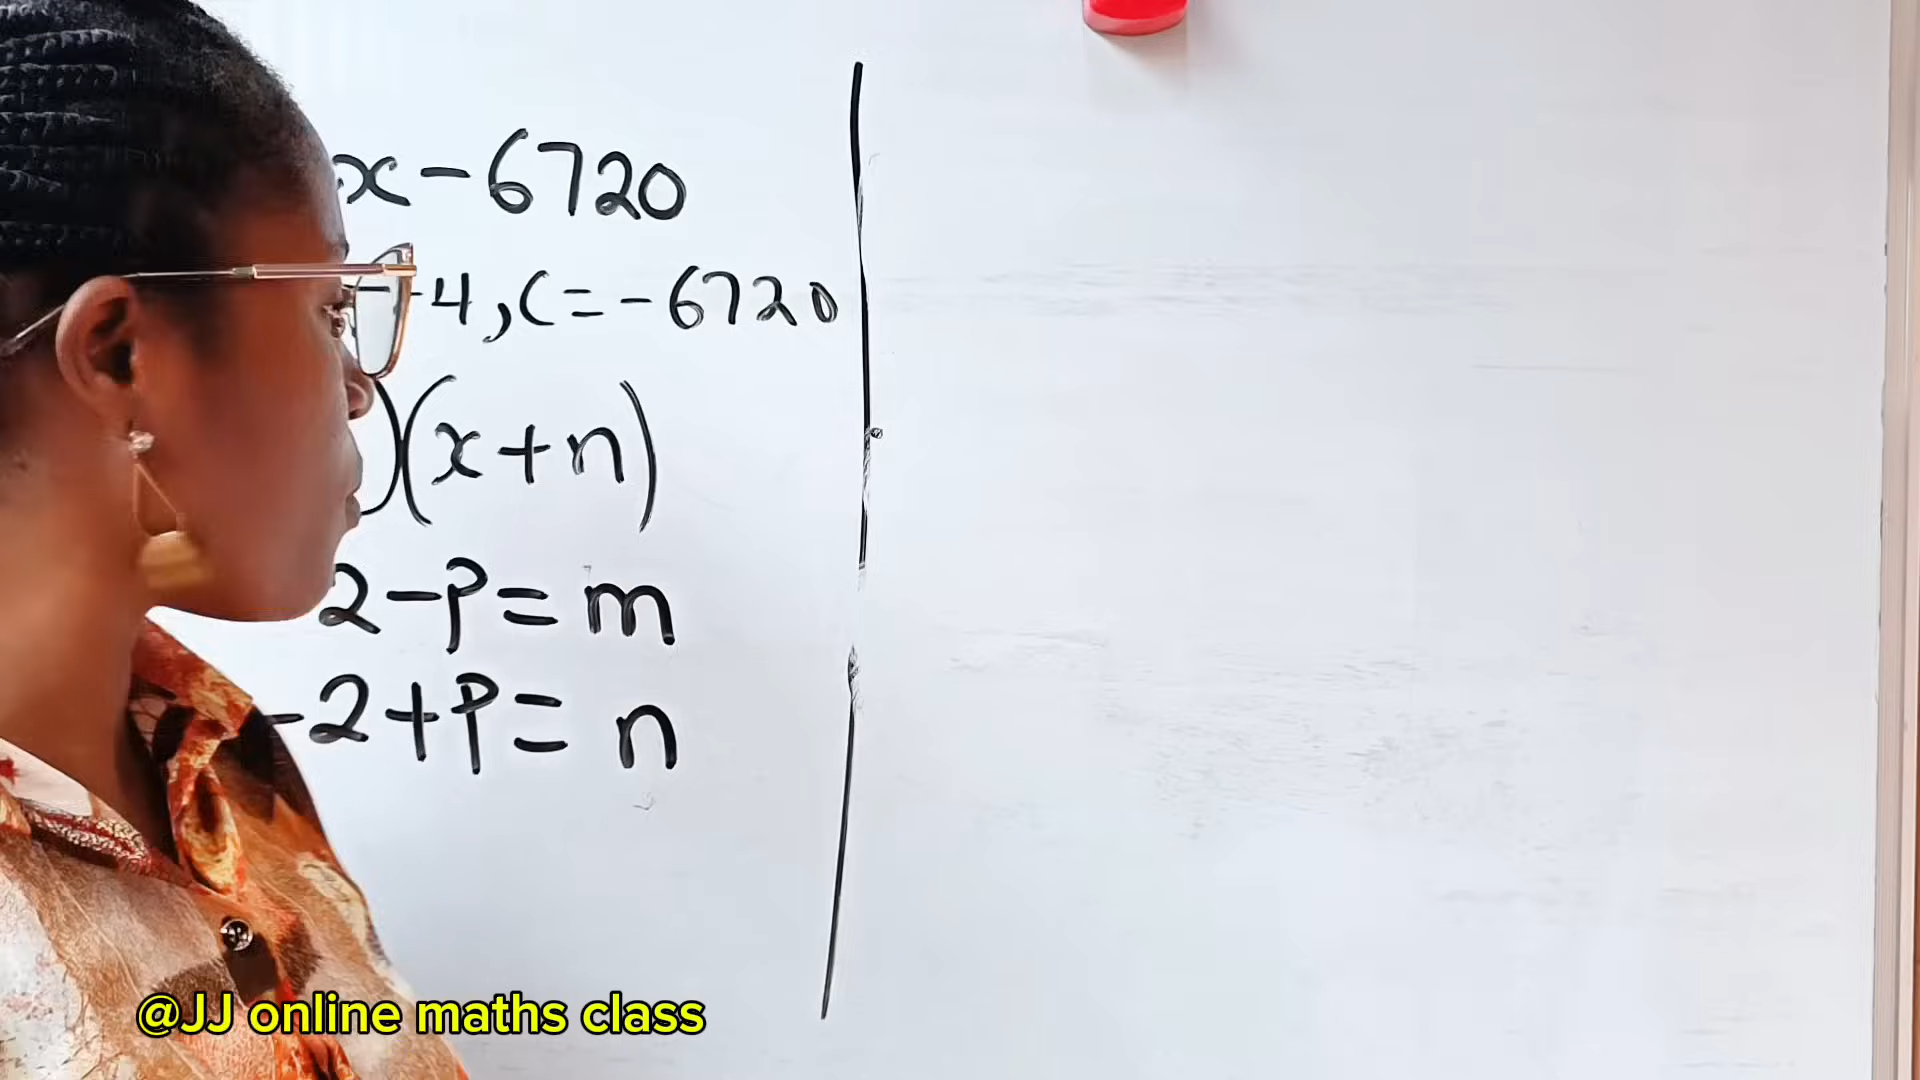 x - 6720
-4, C = -6720
)(x + n)
2 - P = m
-2 + P = n
@JJ online maths class